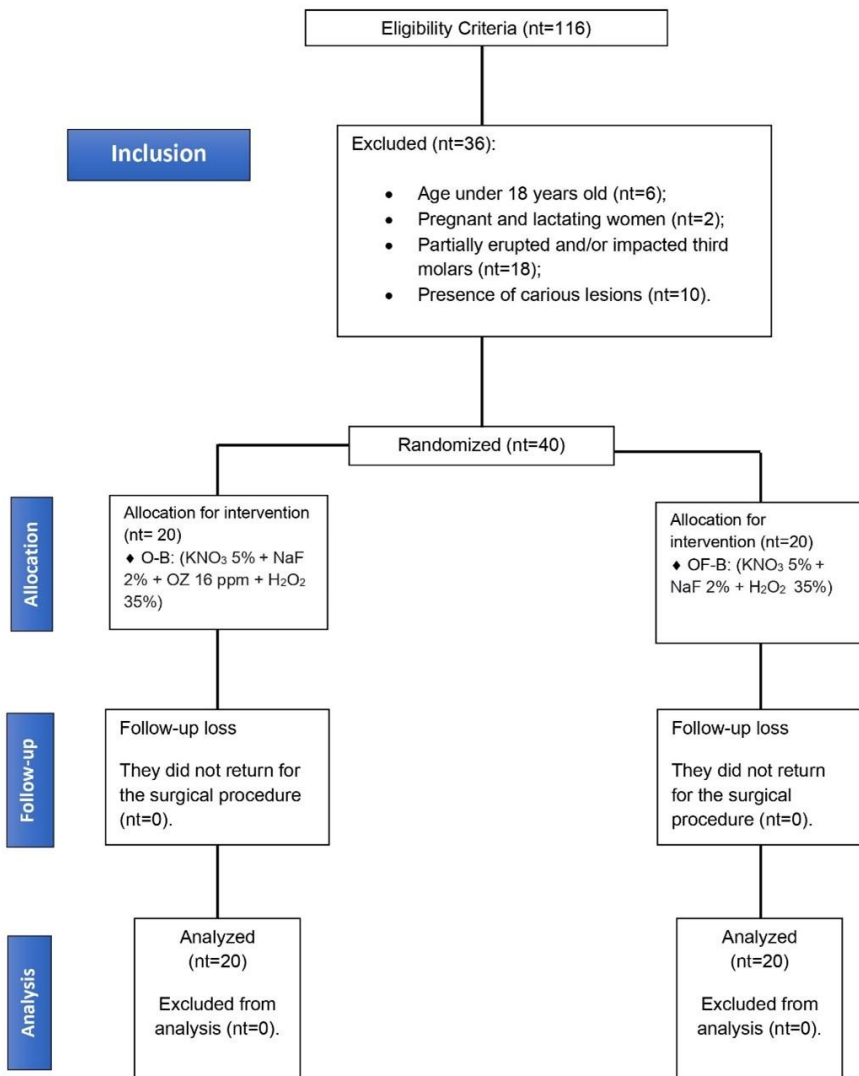 Eligibility Criteria (nt=116)
Inclusion
Excluded (nt=36):
• Age under 18 years old (nt=6);
• Pregnant and lactating women (nt=2);
• Partially erupted and/or impacted third
molars (nt=18);
• Presence of carious lesions (nt=10).
Randomized (nt=40)
Allocation
Allocation for intervention
(nt= 20)
♦ O-B: (KNO₃ 5% + NaF
2% + OZ 16 ppm + H₂O₂
35%)
Allocation for
intervention (nt=20)
♦ OF-B: (KNO₃ 5% +
NaF 2% + H₂O₂ 35%)
Follow-up
Follow-up loss
They did not return for
the surgical procedure
(nt=0).
Follow-up loss
They did not return
for the surgical
procedure (nt=0).
Analysis
Analyzed
(nt=20)
Excluded from
analysis (nt=0).
Analyzed
(nt=20)
Excluded from
analysis (nt=0).